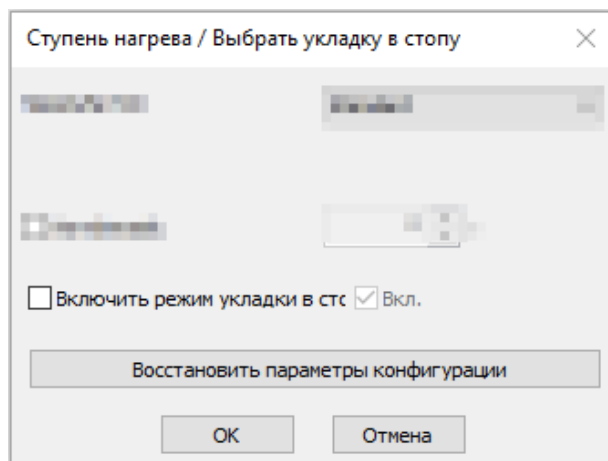 Ступень нагрева / Выбрать укладку в стопу
Включить режим укладки в стс Вкл.
Восстановить параметры конфигурации
OK Отмена